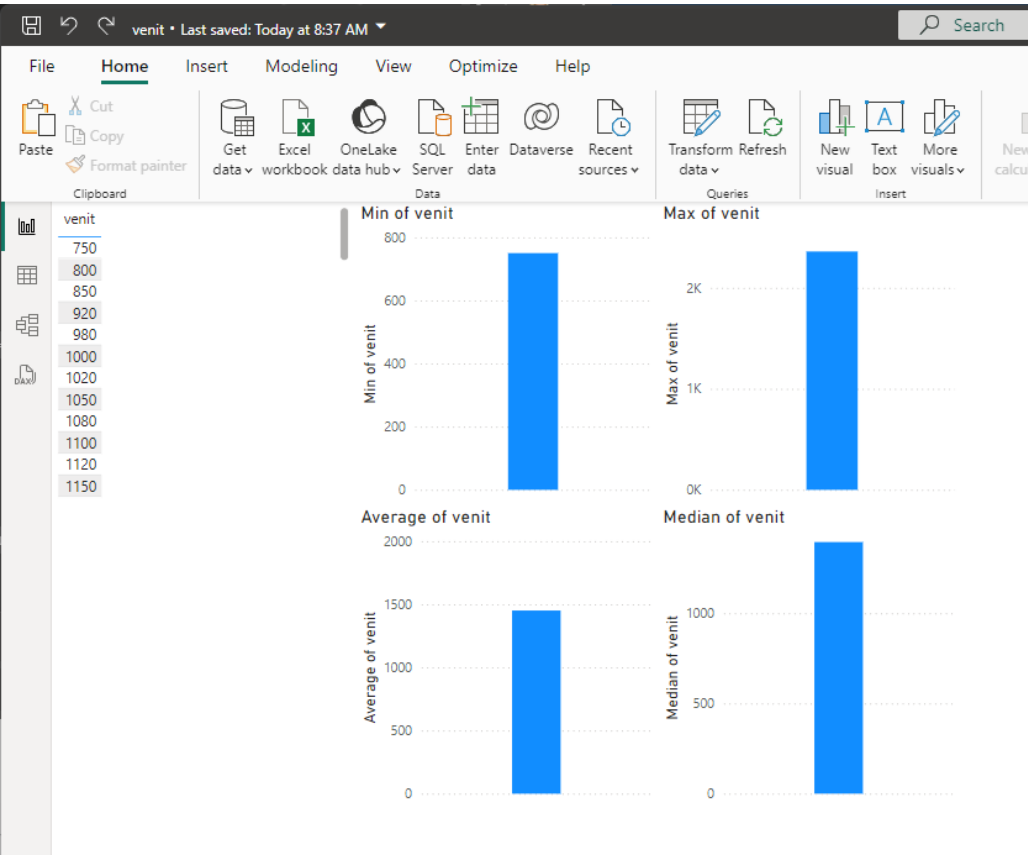 venit • Last saved: Today at 8:37 AM
Search
File Home Insert Modeling View Optimize Help
Paste
Cut
Copy
Format painter
Clipboard
Get data
Excel workbook
OneLake data hub
SQL Server
Enter data
Dataverse
Recent sources
Data
Transform data
Refresh
Queries
New visual
Text box
More visuals
Insert
New
calcu
venit
750
800
850
920
980
1000
1020
1050
1080
1100
1120
1150
DAX
Min of venit
800
600
400
200
0
Min of venit
Max of venit
2K
1K
0K
Max of venit
Average of venit
2000
1500
1000
500
0
Average of venit
Median of venit
1000
500
0
Median of venit